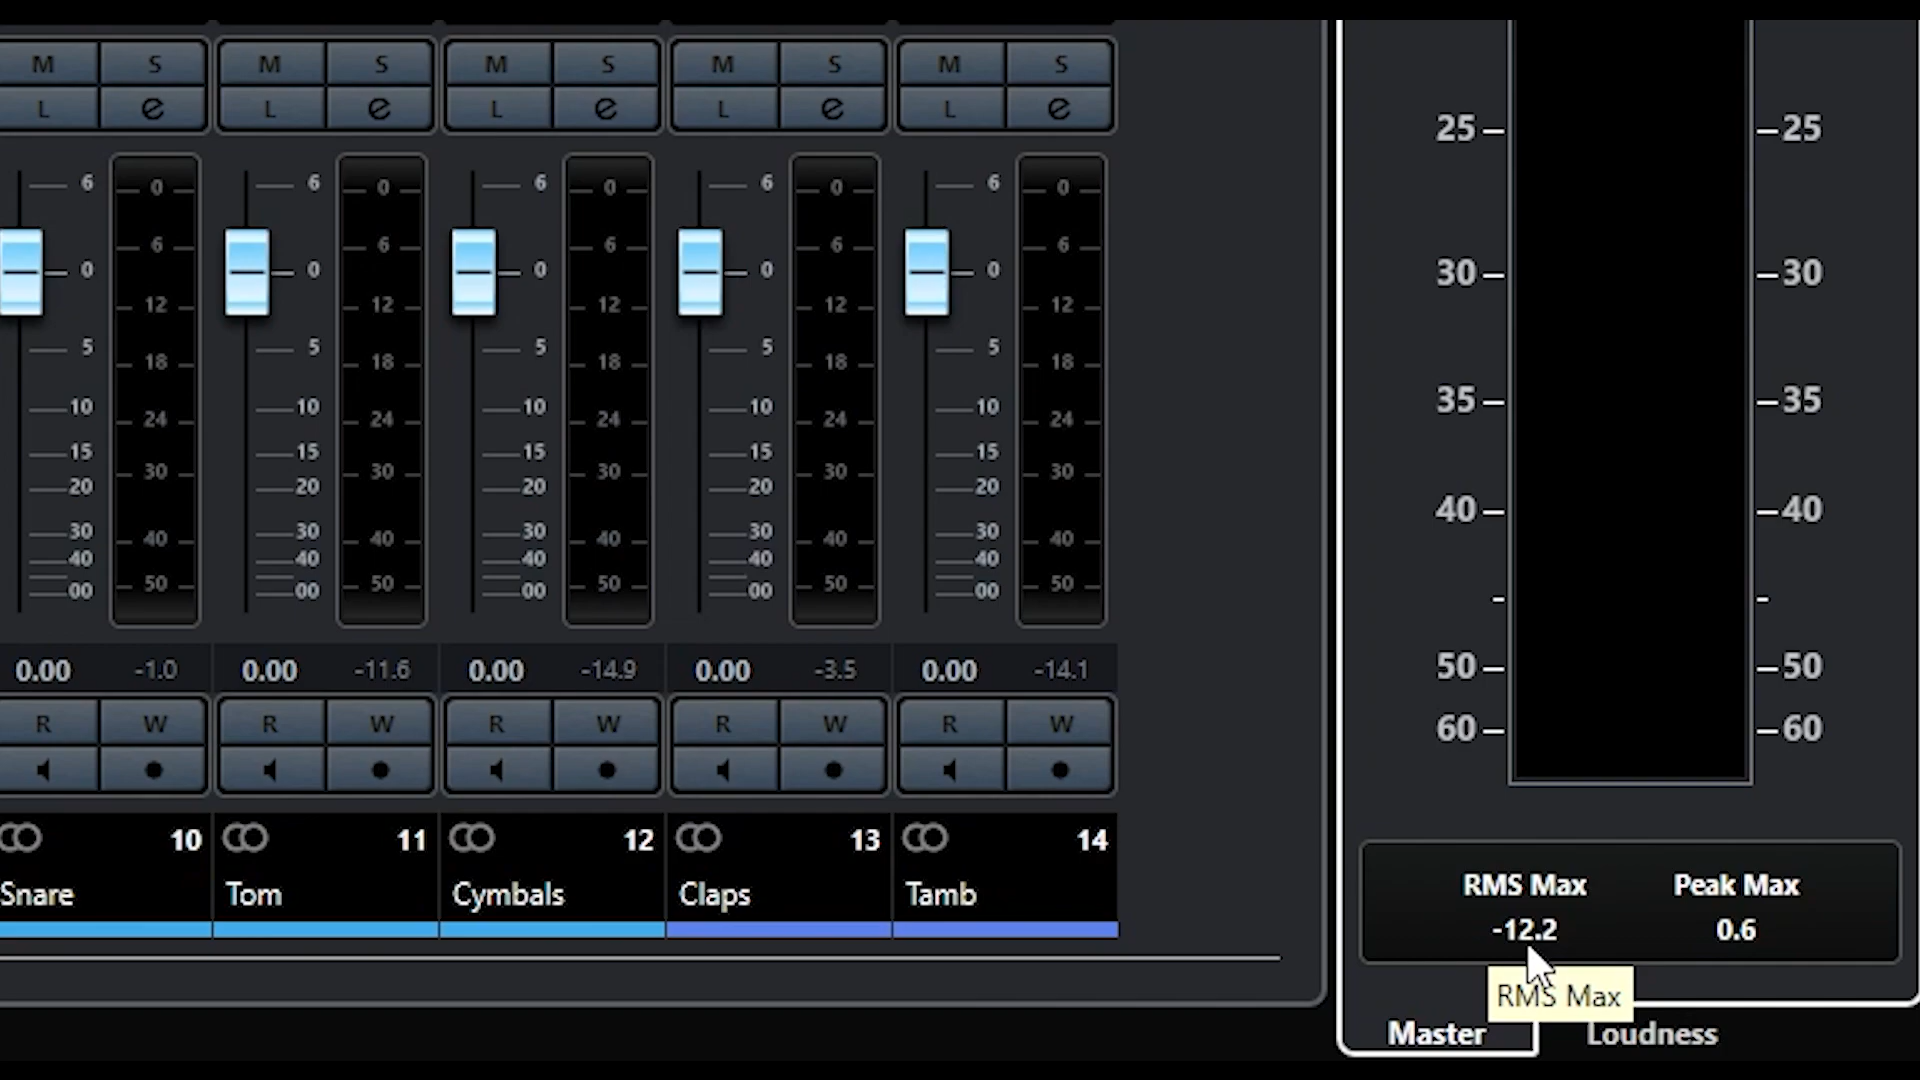 M S M S M S M S M S
L e L e L e L e L e
6 0 6 0 6 0 6 0 6 0
25 25
6 6 6 6 6
0 0 0 0 0
30 30
12 12 12 12 12
5 5 5 5 5
18 18 18 18 18
10 24 10 24 10 24 10 24 10 24
35 35
15 15 15 15 15
20 30 20 30 20 30 20 30 20 30
40 40
30 40 30 40 30 40 30 40 30 40
40 40 40 40 40
00 50 00 50 00 50 00 50 00 50
0.00 -1.0 0.00 -11.6 0.00 -14.9 0.00 -3.5 0.00 -14.1
50 50
R W R W R W R W R W
60 60
10 11 12 13 14
Snare Tom Cymbals Claps Tamb
RMS Max Peak Max
-12.2 0.6
RMS Max
Master Loudness